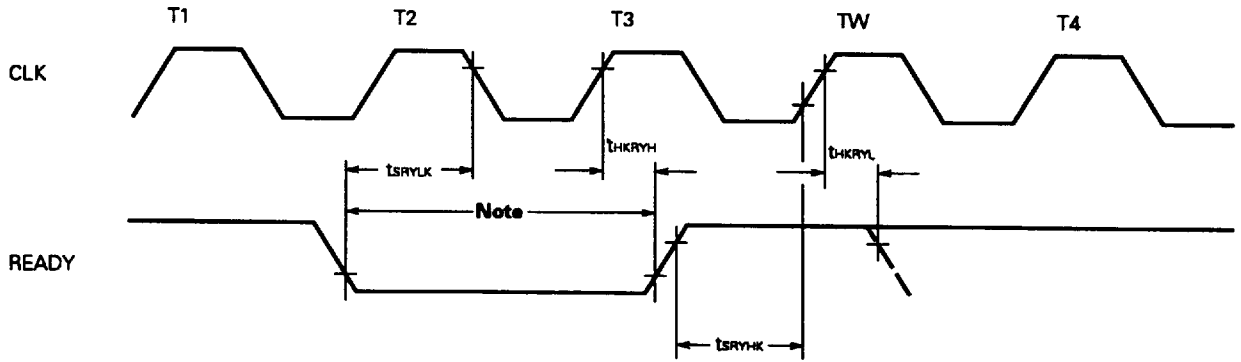 T1 T2 T3 TW T4
CLK
tHKRYH tHKRYL
tSRYLK
Note
READY
tSRYHK